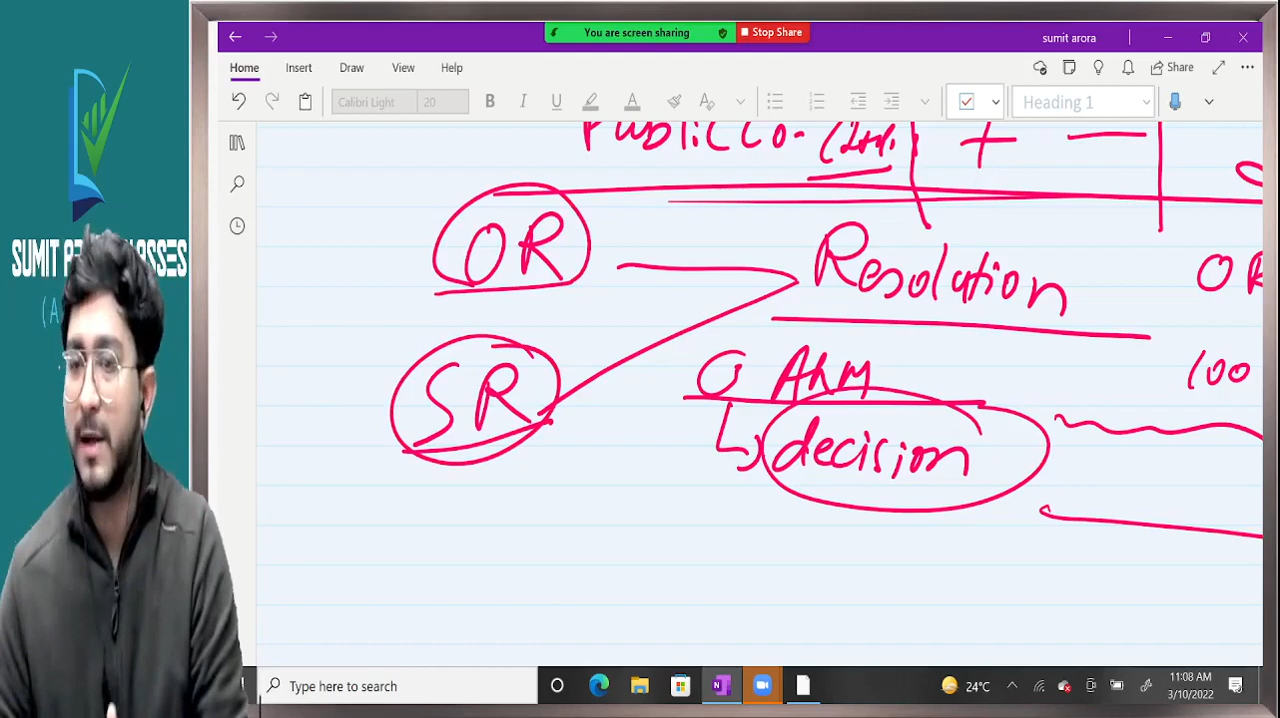 You are screen sharing Stop Share
sumit arora
Home Insert Draw View Help
Share
Calibri Light 20 B I U A Heading 1
Public Co-
+ —
OR
Resolution
OR
SR
100
decision
SUMIT CLASSES
(A
Type here to search
24°C
11:08 AM
3/10/2022